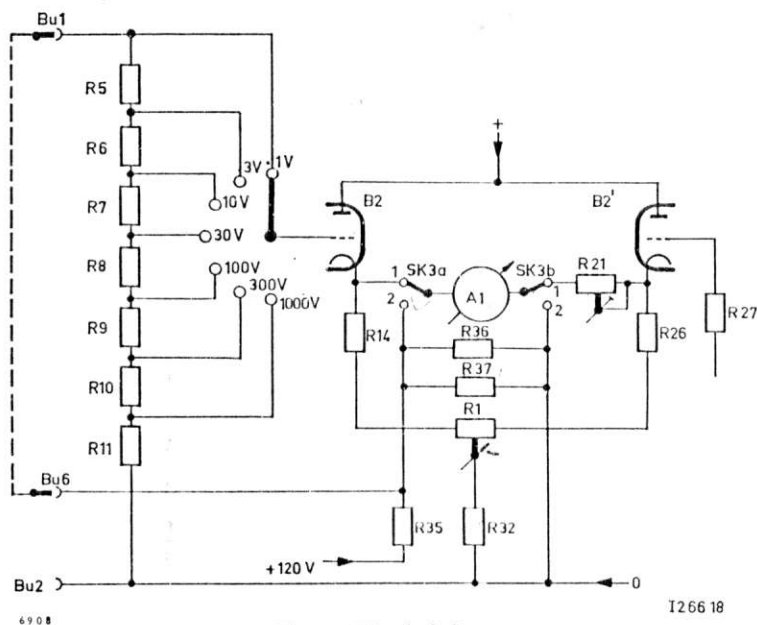 Bu1
R5
R6
R7
R8
R9
R10
R11
3V
1V
10V
30V
100V
300V
1000V
+
B2
B2'
SK3a
SK3b
1
2
A1
1
2
R21
R14
R36
R37
R1
R26
R27
Bu6
R35
R32
+120 V
Bu2
0
6908
I266 18